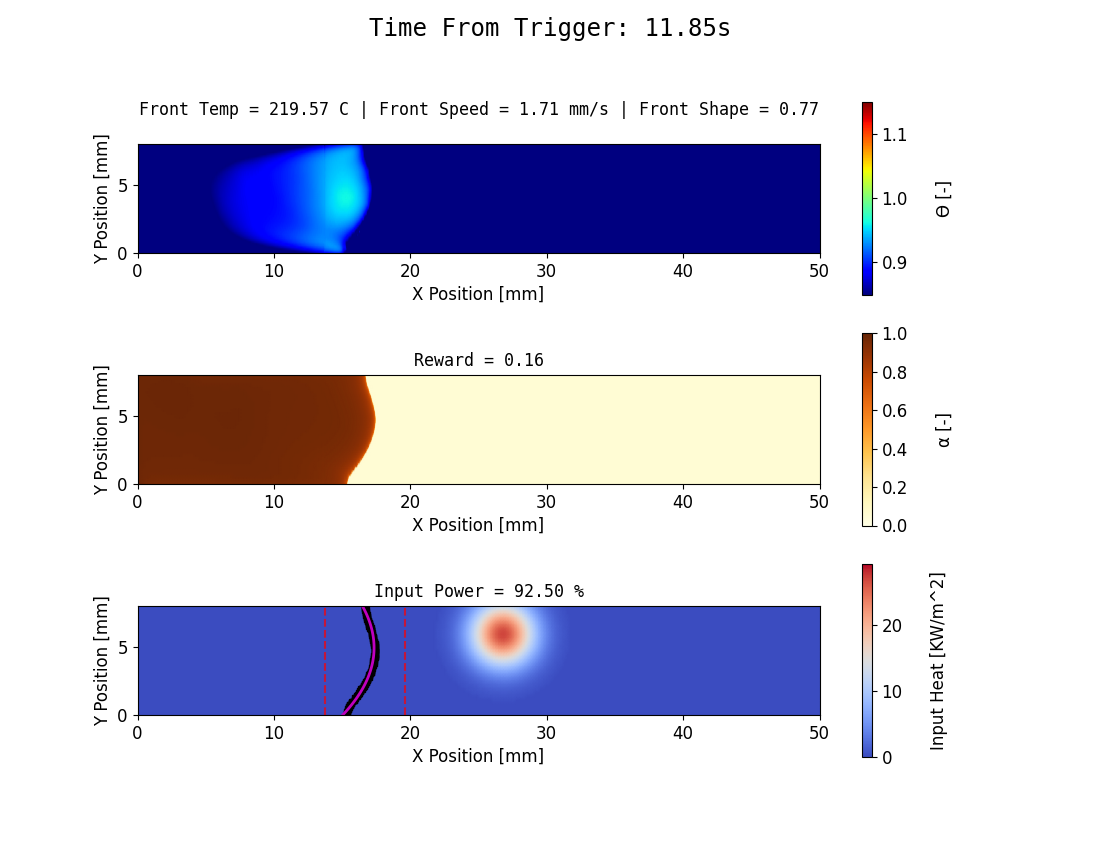 Time From Trigger: 11.85s
Front Temp = 219.57 C | Front Speed = 1.71 mm/s | Front Shape = 0.77
Y Position [mm]
5
0
0 10 20 30 40 50
X Position [mm]
1.1
1.0
0.9
Θ [-]
Reward = 0.16
Y Position [mm]
5
0
0 10 20 30 40 50
X Position [mm]
1.0
0.8
0.6
0.4
0.2
0.0
α [-]
Input Power = 92.50 %
Y Position [mm]
5
0
0 10 20 30 40 50
X Position [mm]
20
10
0
Input Heat [KW/m^2]